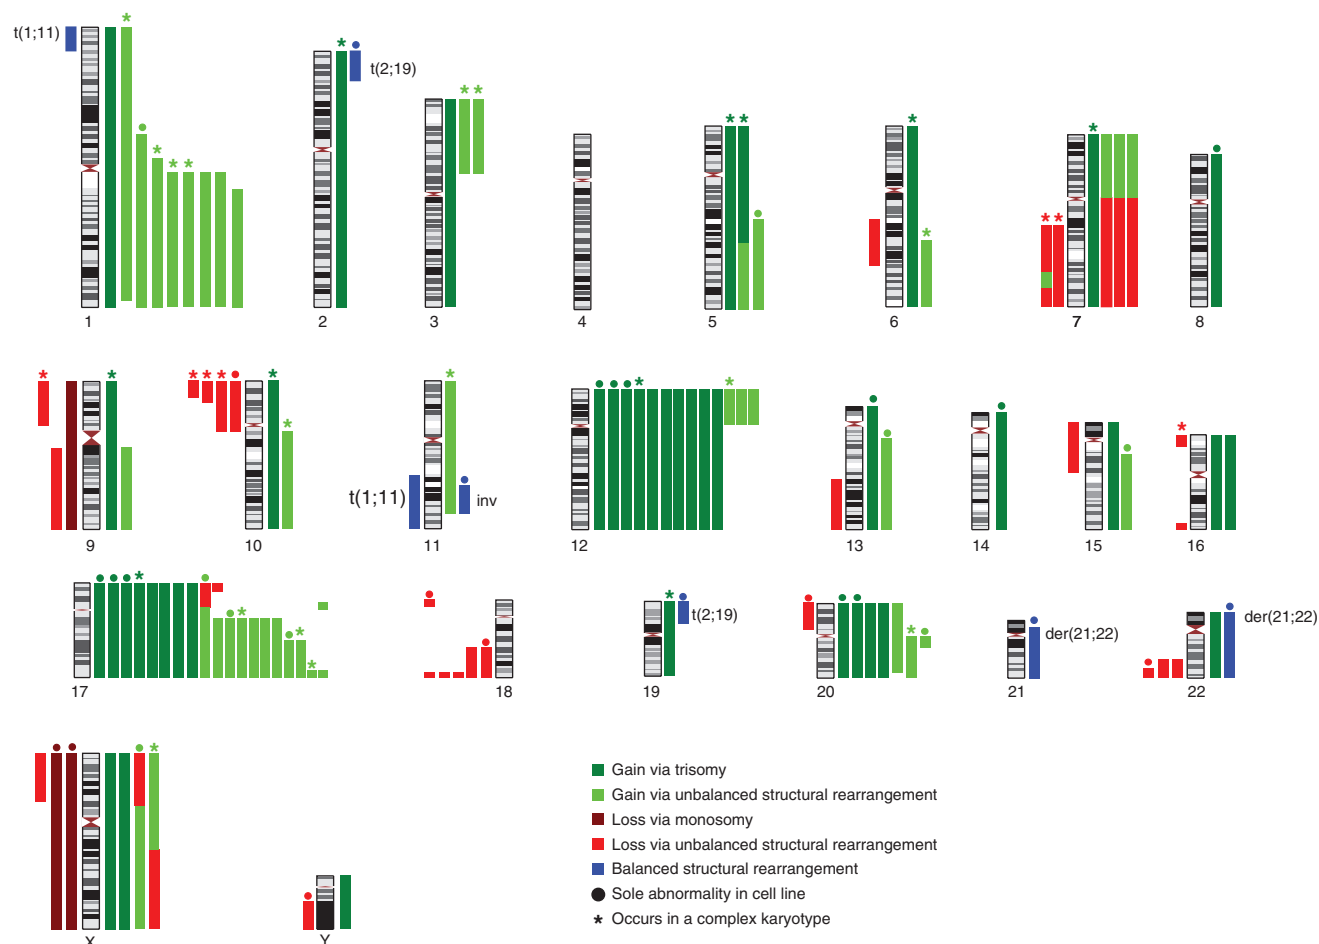 t(1;11)
t(2;19)
1
2
3
4
5
6
7
8
t(1;11)
inv
9
10
11
12
13
14
15
16
t(2;19)
der(21;22)
der(21;22)
17
18
19
20
21
22
Gain via trisomy
Gain via unbalanced structural rearrangement
Loss via monosomy
Loss via unbalanced structural rearrangement
Balanced structural rearrangement
Sole abnormality in cell line
* Occurs in a complex karyotype
X
Y